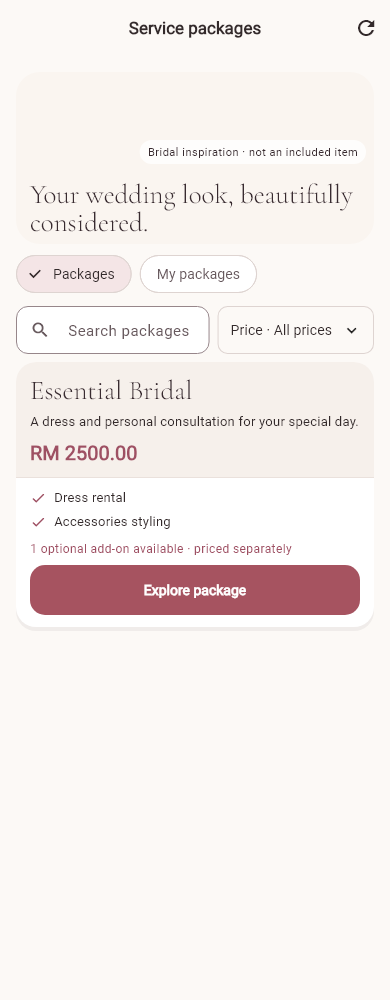 Service packages
Bridal inspiration · not an included item
Your wedding look, beautifully
considered.
Packages
My packages
Search packages
Price · All prices
Essential Bridal
A dress and personal consultation for your special day.
RM 2500.00
Dress rental
Accessories styling
1 optional add-on available · priced separately
Explore package